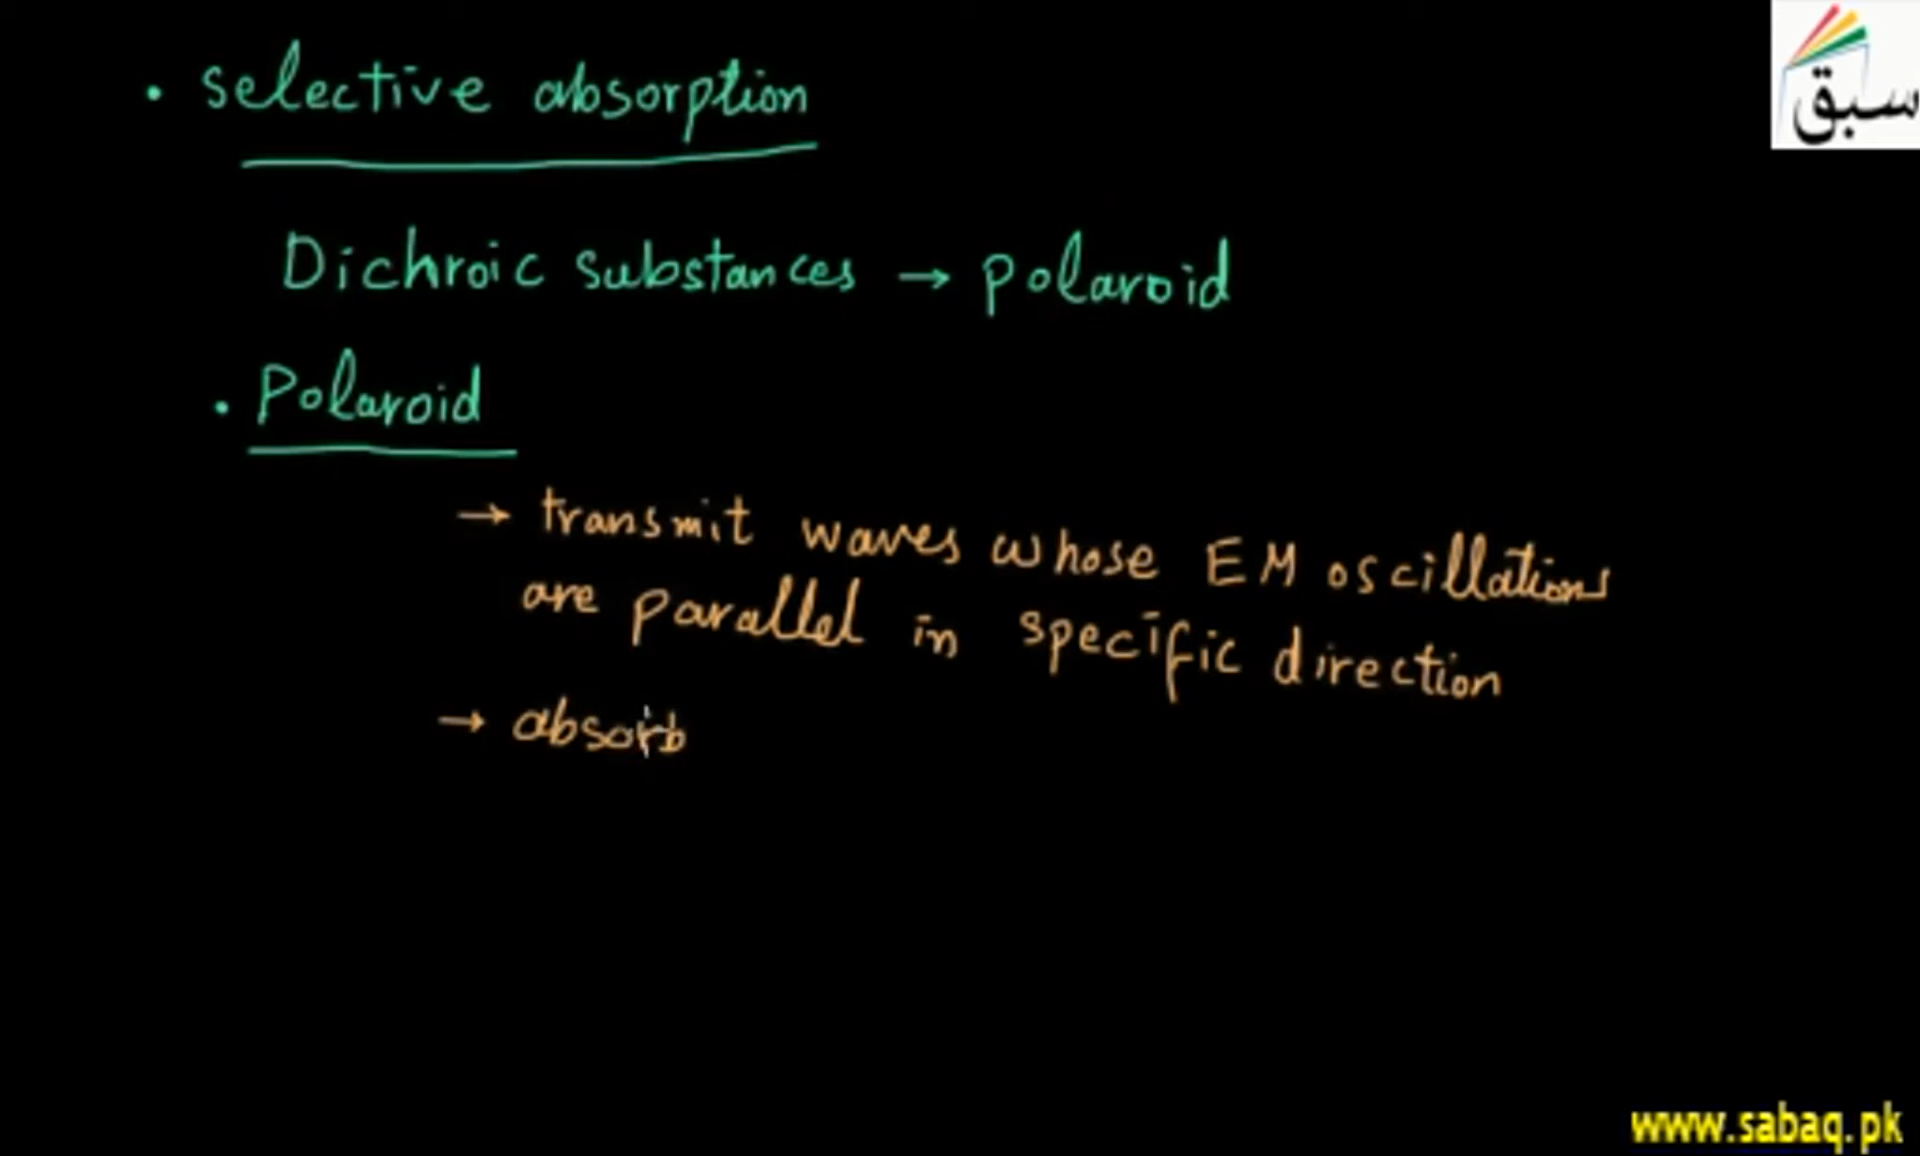 سبق
• selective absorption
Dichroic substances → polaroid
• Polaroid
→ transmit waves whose EM oscillations
are parallel in specific direction
→ absorb
www.sabaq.pk